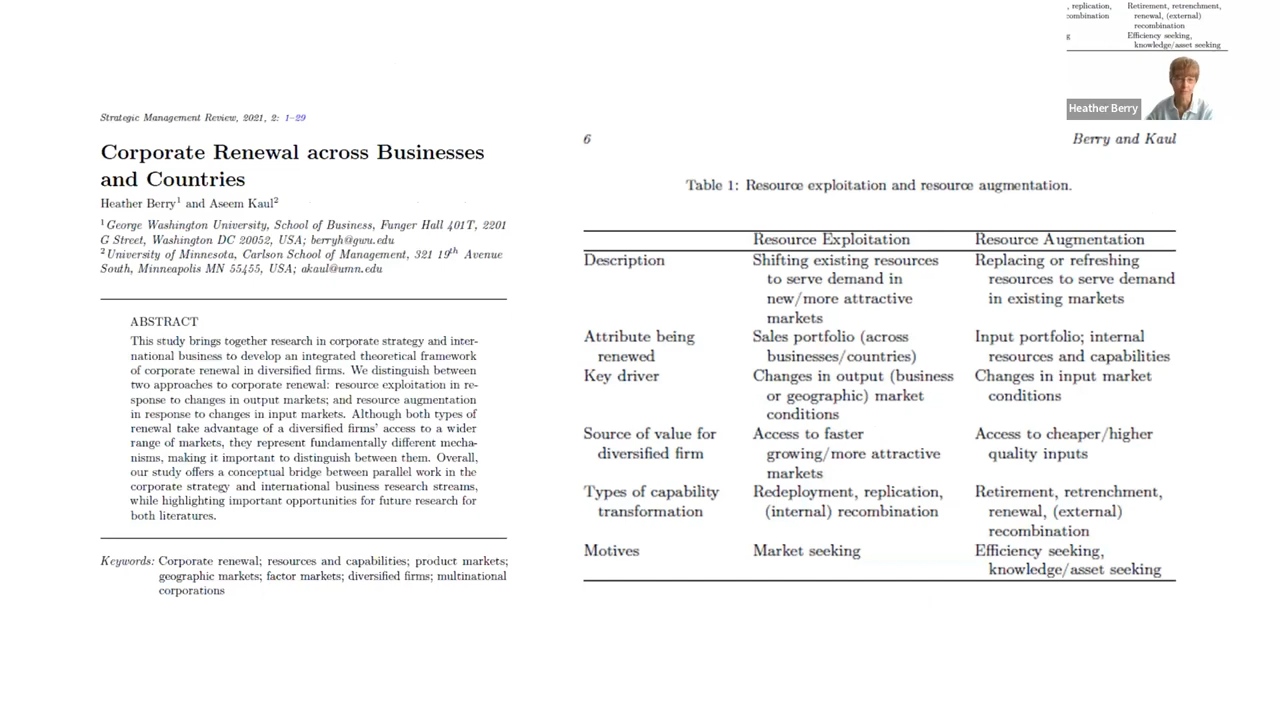 , replication,
combination
g
Retirement, retrenchment,
renewal, (external)
recombination
Efficiency seeking,
knowledge/asset seeking
Heather Berry
Strategic Management Review, 2021, 2: 1–29
Corporate Renewal across Businesses
and Countries
Heather Berry1 and Aseem Kaul2
1 George Washington University, School of Business, Funger Hall 401T, 2201
G Street, Washington DC 20052, USA; berryh@gwu.edu
2 University of Minnesota, Carlson School of Management, 321 19th Avenue
South, Minneapolis MN 55455, USA; akaul@umn.edu
ABSTRACT
This study brings together research in corporate strategy and inter-
national business to develop an integrated theoretical framework
of corporate renewal in diversified firms. We distinguish between
two approaches to corporate renewal: resource exploitation in re-
sponse to changes in output markets; and resource augmentation
in response to changes in input markets. Although both types of
renewal take advantage of a diversified firms' access to a wider
range of markets, they represent fundamentally different mecha-
nisms, making it important to distinguish between them. Overall,
our study offers a conceptual bridge between parallel work in the
corporate strategy and international business research streams,
while highlighting important opportunities for future research for
both literatures.
Keywords: Corporate renewal; resources and capabilities; product markets;
geographic markets; factor markets; diversified firms; multinational
corporations
6 Berry and Kaul
Table 1: Resource exploitation and resource augmentation.
Resource Exploitation Resource Augmentation
Description Shifting existing resources Replacing or refreshing
to serve demand in resources to serve demand
new/more attractive in existing markets
markets
Attribute being Sales portfolio (across Input portfolio; internal
renewed businesses/countries) resources and capabilities
Key driver Changes in output (business Changes in input market
or geographic) market conditions
conditions
Source of value for Access to faster Access to cheaper/higher
diversified firm growing/more attractive quality inputs
markets
Types of capability Redeployment, replication, Retirement, retrenchment,
transformation (internal) recombination renewal, (external)
recombination
Motives Market seeking Efficiency seeking,
knowledge/asset seeking